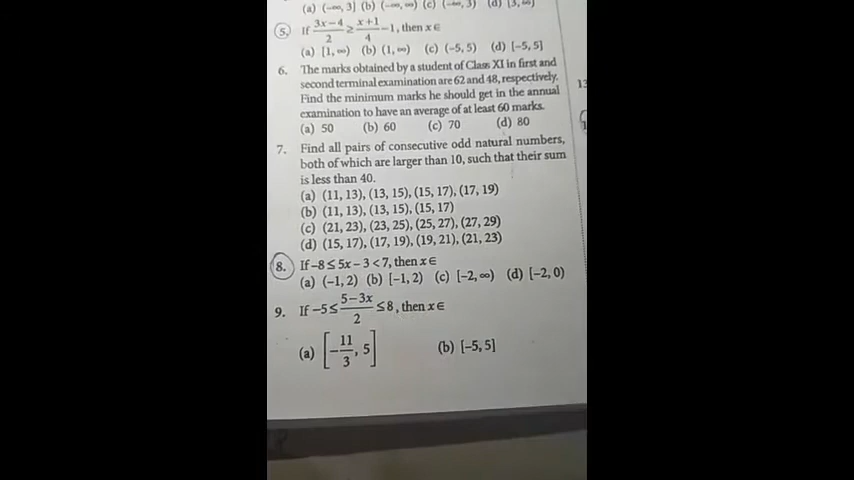 (a) (−∞, 3] (b) (−∞, ∞) (c) (−∞, 3) (d) [3, ∞)
5. If (3x−4)/2 ≥ (x+1)/4 −1, then x ∈
(a) [1, ∞) (b) (1, ∞) (c) (−5, 5) (d) [−5, 5]
6. The marks obtained by a student of Class XI in first and
second terminal examination are 62 and 48, respectively.
Find the minimum marks he should get in the annual
examination to have an average of at least 60 marks.
(a) 50 (b) 60 (c) 70 (d) 80
7. Find all pairs of consecutive odd natural numbers,
both of which are larger than 10, such that their sum
is less than 40.
(a) (11, 13), (13, 15), (15, 17), (17, 19)
(b) (11, 13), (13, 15), (15, 17)
(c) (21, 23), (23, 25), (25, 27), (27, 29)
(d) (15, 17), (17, 19), (19, 21), (21, 23)
8. If −8 ≤ 5x − 3 < 7, then x ∈
(a) (−1, 2) (b) [−1, 2) (c) [−2, ∞) (d) [−2, 0)
9. If −5 ≤ (5−3x)/2 ≤ 8, then x ∈
(a) [−11/3, 5] (b) [−5, 5]
13